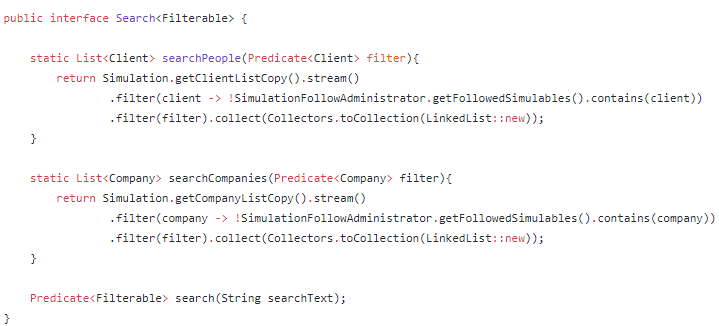 public interface Search<Filterable> {
static List<Client> searchPeople(Predicate<Client> filter){
return Simulation.getClientListCopy().stream()
.filter(client -> !SimulationFollowAdministrator.getFollowedSimulables().contains(client))
.filter(filter).collect(Collectors.toCollection(LinkedList::new));
}
static List<Company> searchCompanies(Predicate<Company> filter){
return Simulation.getCompanyListCopy().stream()
.filter(company -> !SimulationFollowAdministrator.getFollowedSimulables().contains(company))
.filter(filter).collect(Collectors.toCollection(LinkedList::new));
}
Predicate<Filterable> search(String searchText);
}